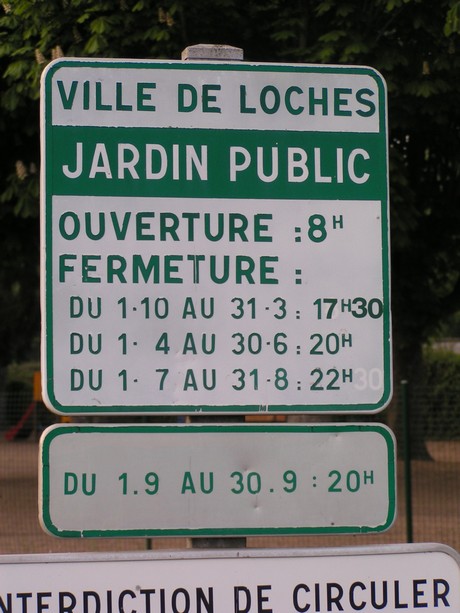 VILLE DE LOCHES
JARDIN PUBLIC
OUVERTURE : 8H
FERMETURE :
DU 1·10 AU 31·3 : 17H30
DU 1· 4 AU 30·6 : 20H
DU 1· 7 AU 31·8 : 22H30
DU 1.9 AU 30.9 : 20H
INTERDICTION DE CIRCULER